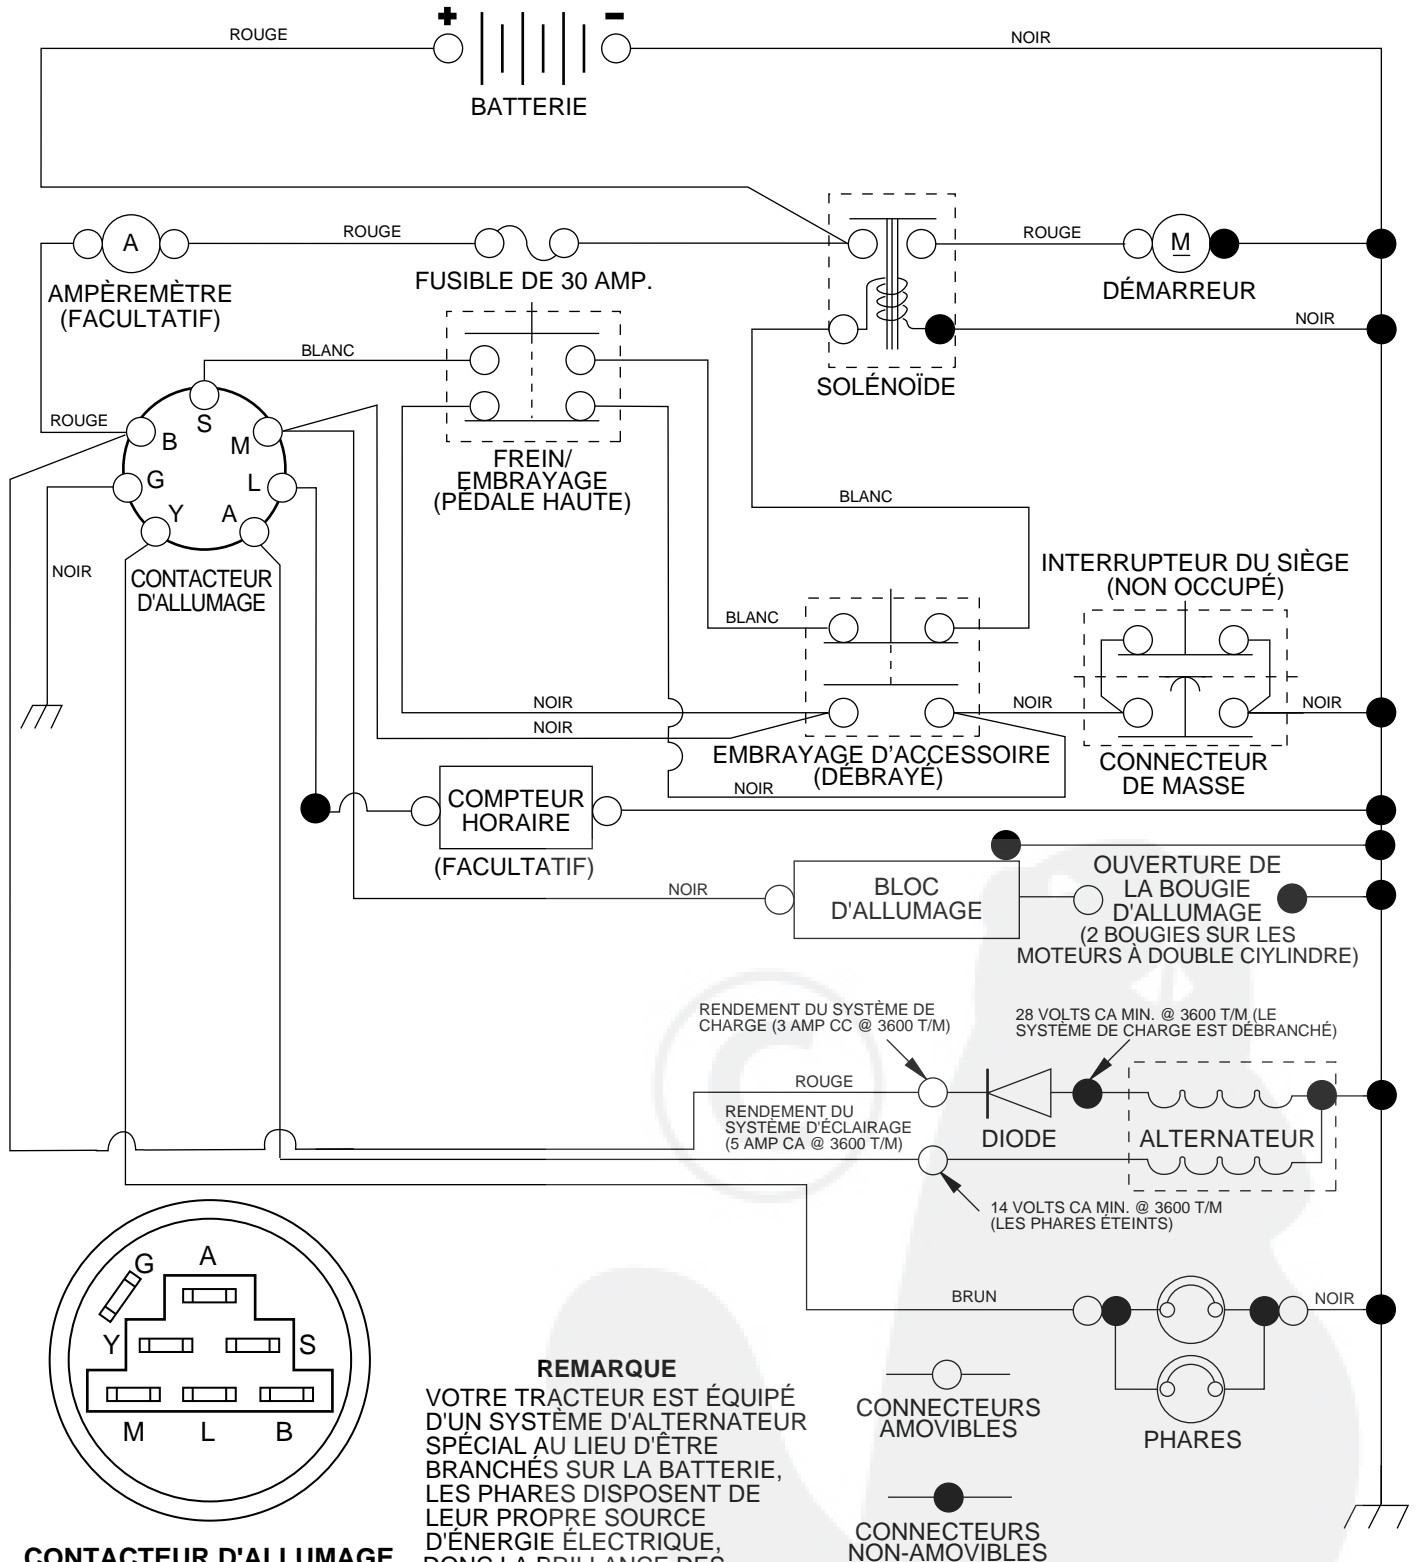 + -
ROUGE
NOIR
BATTERIE
A
ROUGE
ROUGE
M
AMPÈREMÈTRE
(FACULTATIF)
FUSIBLE DE 30 AMP.
DÉMARREUR
NOIR
BLANC
SOLÉNOÏDE
ROUGE
S
B
M
G
L
Y
A
FREIN/
EMBRAYAGE
(PÉDALE HAUTE)
BLANC
NOIR
CONTACTEUR
D'ALLUMAGE
INTERRUPTEUR DU SIÈGE
(NON OCCUPÉ)
BLANC
NOIR
NOIR
NOIR
NOIR
EMBRAYAGE D'ACCESSOIRE
(DÉBRAYÉ)
NOIR
CONNECTEUR
DE MASSE
COMPTEUR
HORAIRE
(FACULTATIF)
NOIR
BLOC
D'ALLUMAGE
OUVERTURE DE
LA BOUGIE
D'ALLUMAGE
(2 BOUGIES SUR LES
MOTEURS À DOUBLE CIYLINDRE)
RENDEMENT DU SYSTÈME DE
CHARGE (3 AMP CC @ 3600 T/M)
28 VOLTS CA MIN. @ 3600 T/M (LE
SYSTÈME DE CHARGE EST DÉBRANCHÉ)
ROUGE
RENDEMENT DU
SYSTÈME D'ÉCLAIRAGE
(5 AMP CA @ 3600 T/M)
DIODE
ALTERNATEUR
14 VOLTS CA MIN. @ 3600 T/M
(LES PHARES ÉTEINTS)
BRUN
NOIR
PHARES
G
A
Y
S
M
L
B
CONTACTEUR D'ALLUMAGE
REMARQUE
VOTRE TRACTEUR EST ÉQUIPÉ
D'UN SYSTÈME D'ALTERNATEUR
SPÉCIAL AU LIEU D'ÊTRE
BRANCHÉS SUR LA BATTERIE,
LES PHARES DISPOSENT DE
LEUR PROPRE SOURCE
D'ÉNERGIE ÉLECTRIQUE,
DONC LA BRILLANCE DES
CONNECTEURS
AMOVIBLES
CONNECTEURS
NON-AMOVIBLES
©